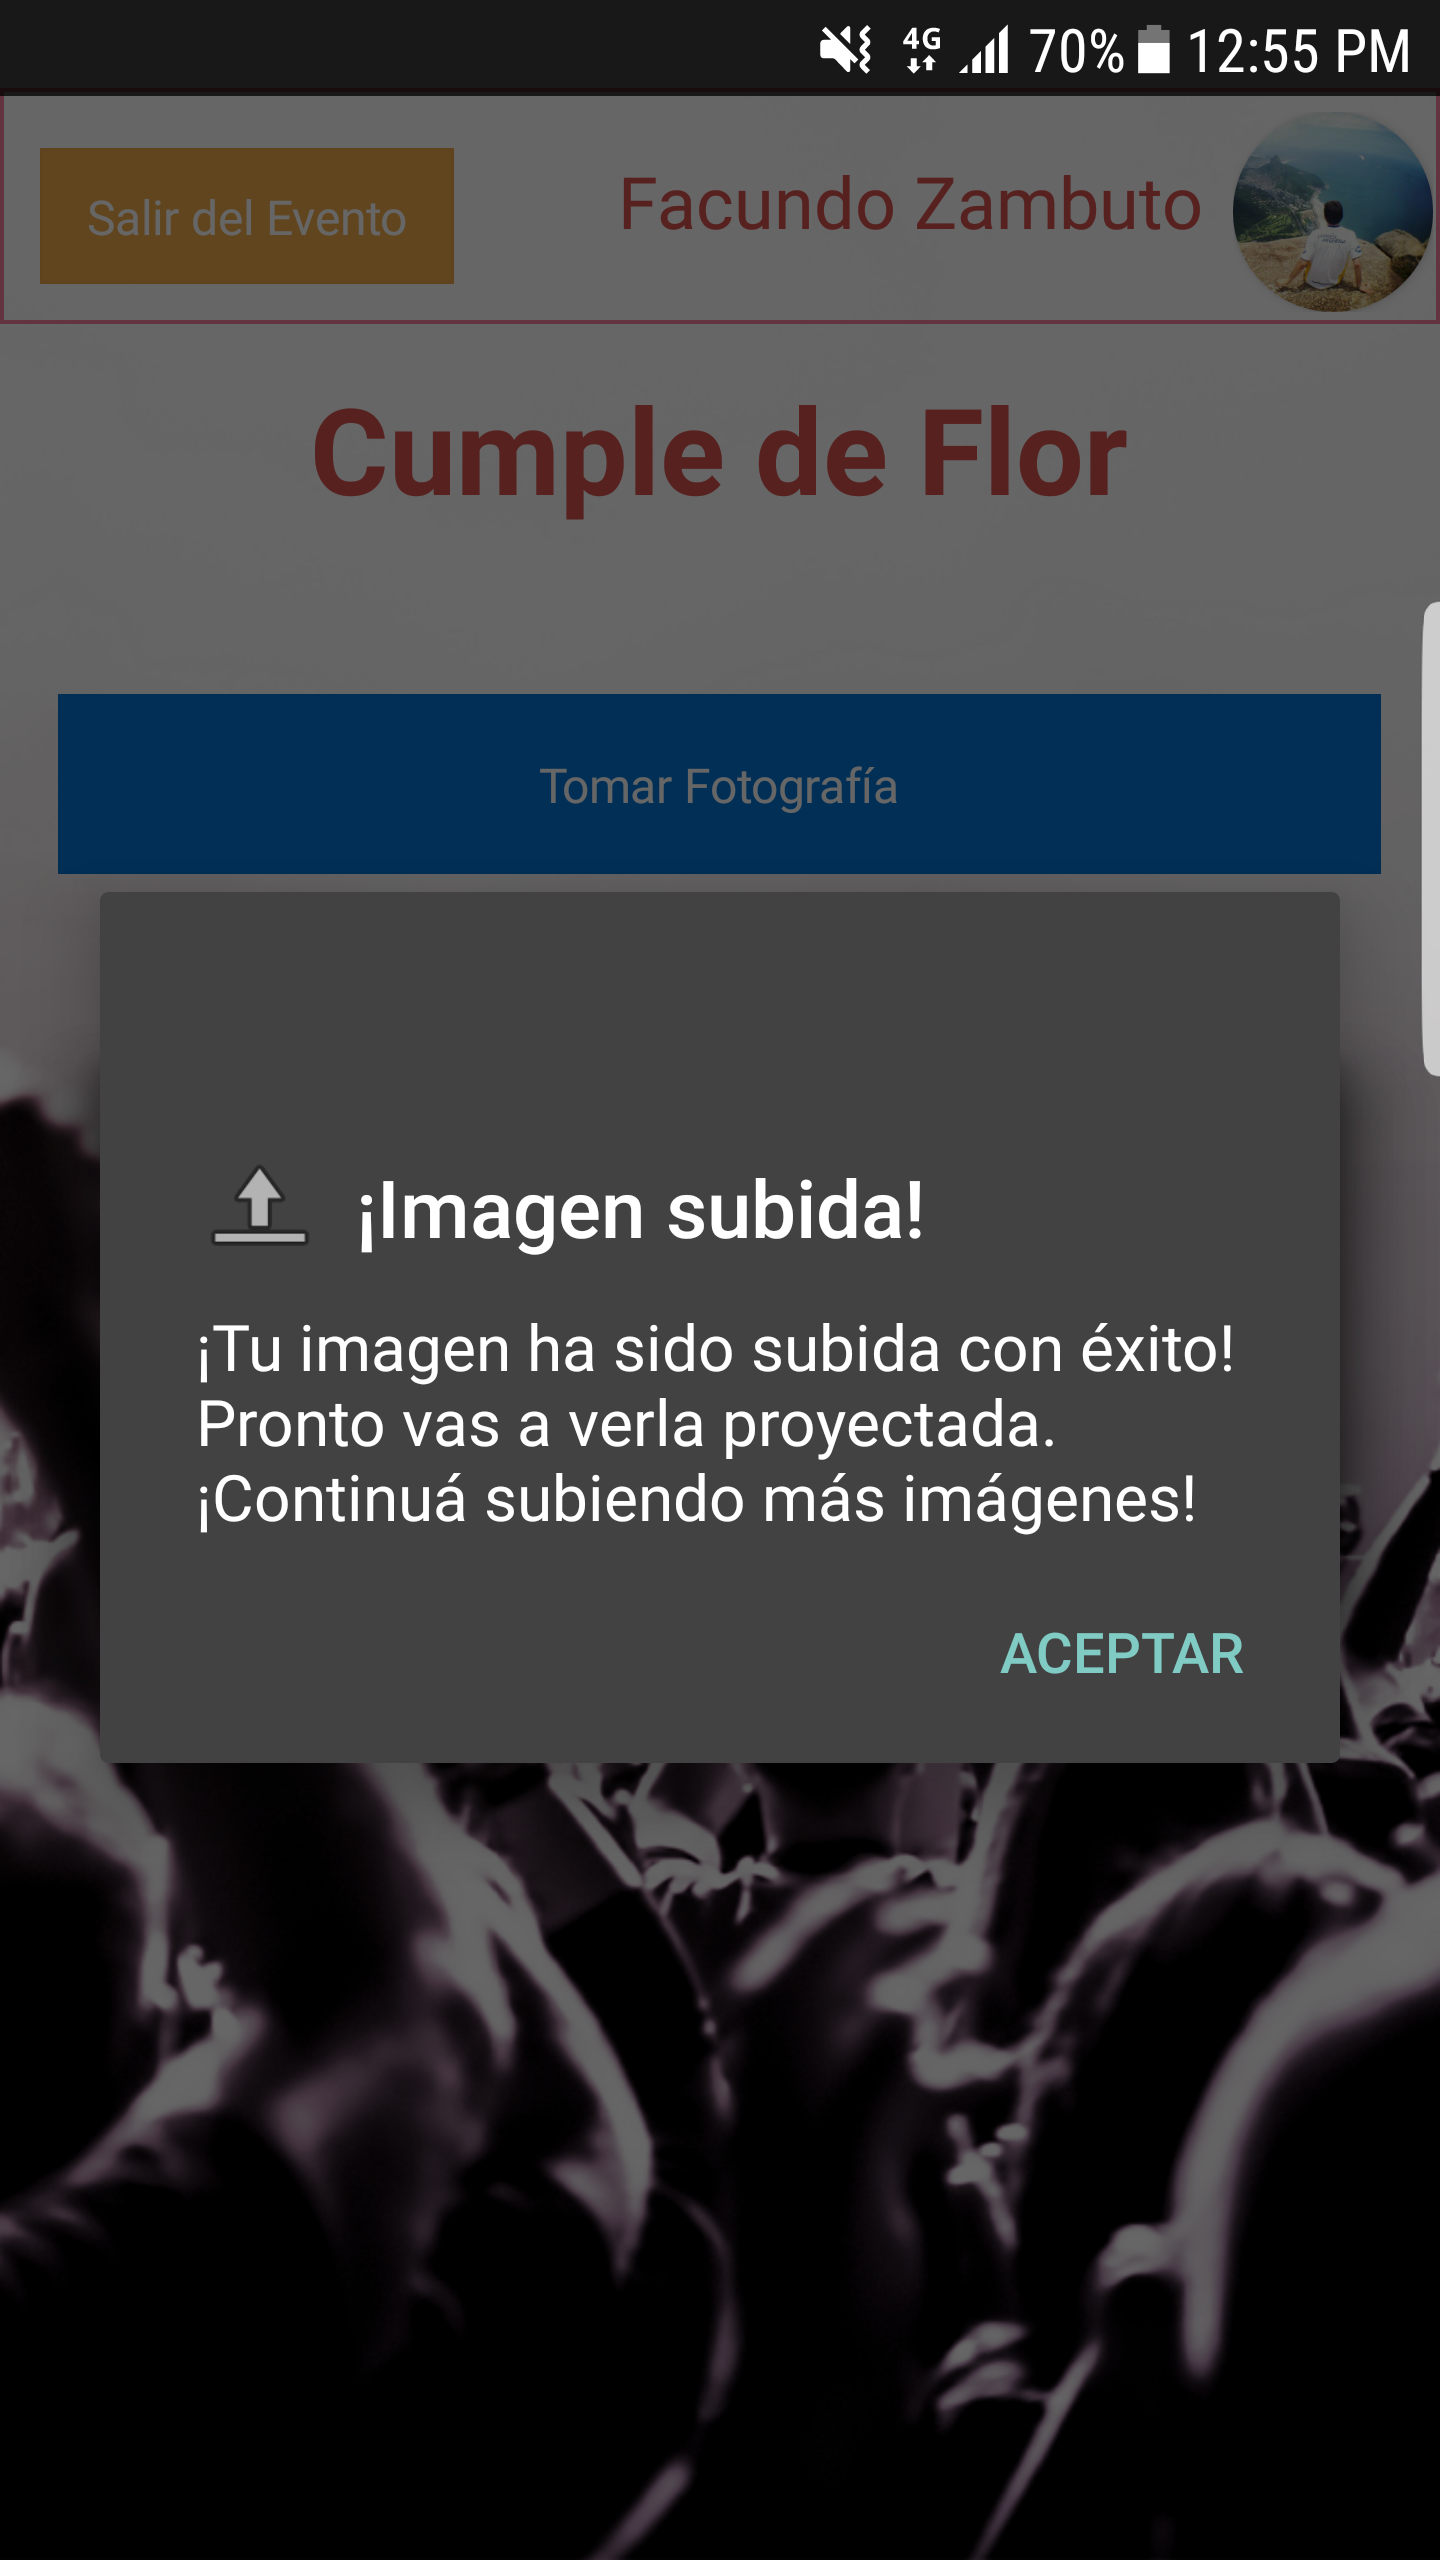 4G 70% 12:55 PM
Salir del Evento
Facundo Zambuto
Cumple de Flor
Tomar Fotografía
¡Imagen subida!
¡Tu imagen ha sido subida con éxito!
Pronto vas a verla proyectada.
¡Continuá subiendo más imágenes!
ACEPTAR